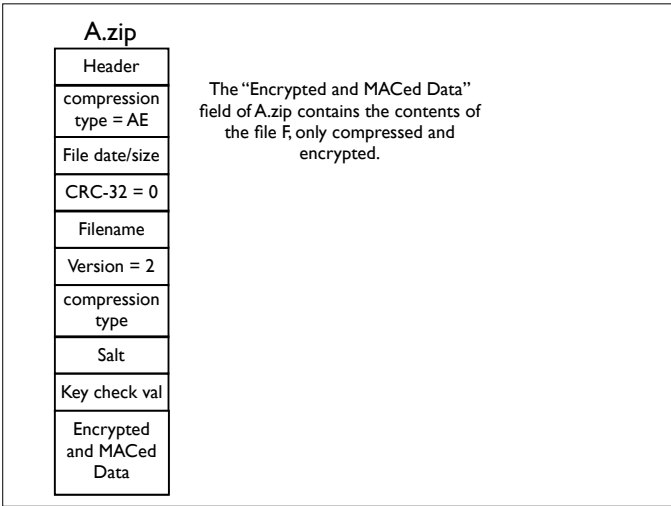 A.zip
Header
compression
type = AE
File date/size
CRC-32 = 0
Filename
Version = 2
compression
type
Salt
Key check val
Encrypted
and MACed
Data
The “Encrypted and MACed Data”
field of A.zip contains the contents of
the file F, only compressed and
encrypted.